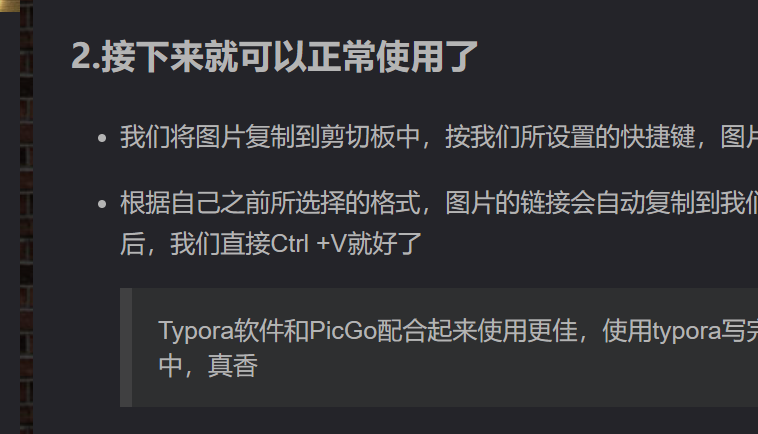 2.接下来就可以正常使用了
我们将图片复制到剪切板中，按我们所设置的快捷键，图
根据自己之前所选择的格式，图片的链接会自动复制到我们
后，我们直接Ctrl +V就好了
Typora软件和PicGo配合起来使用更佳，使用typora写完
中，真香